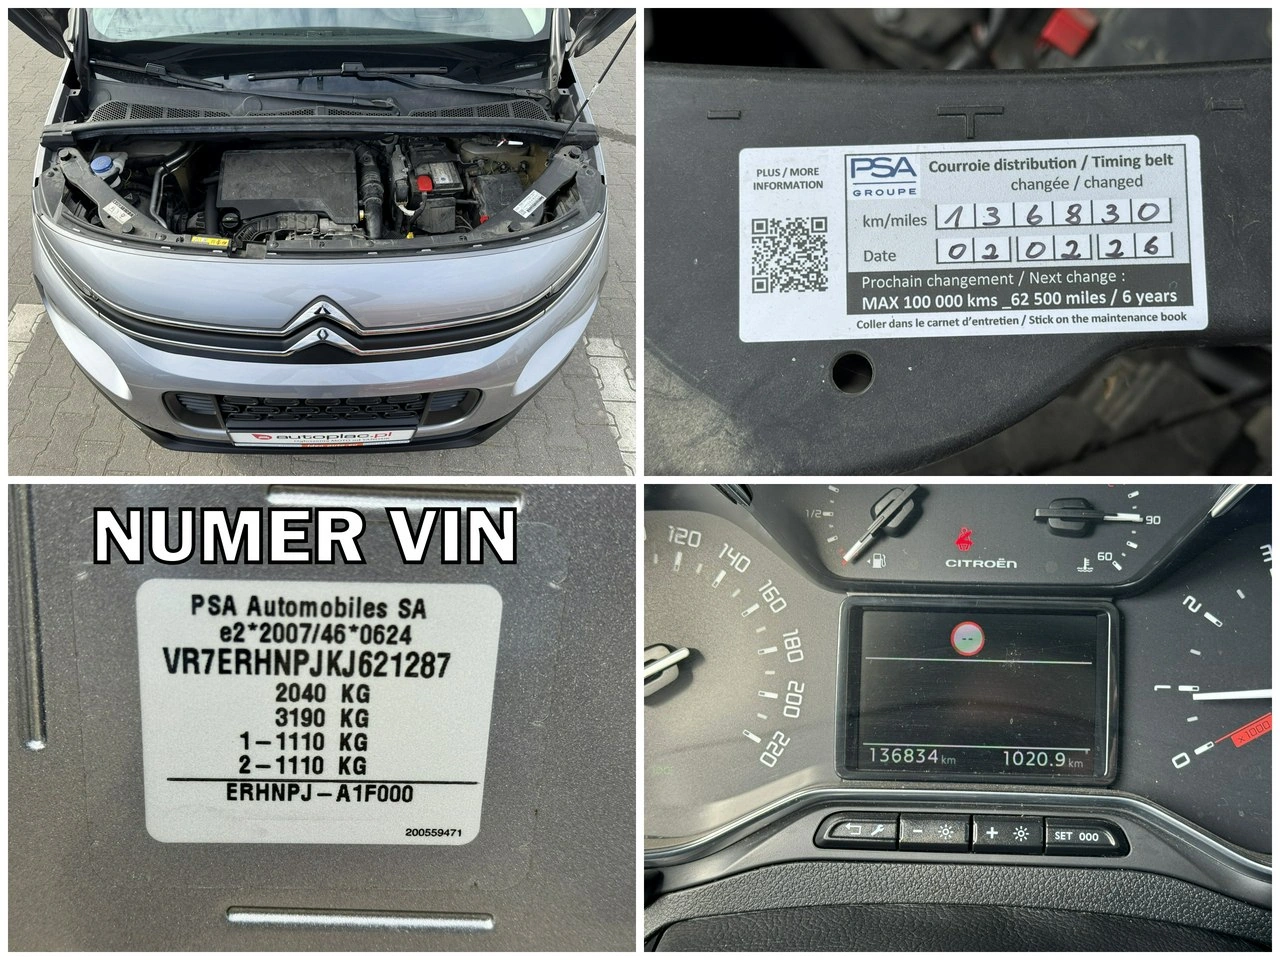 autoplac.pl
PLUS / MORE
INFORMATION
PSA
GROUPE
Courroie distribution / Timing belt
changée / changed
km/miles 136830
Date 020226
Prochain changement / Next change :
MAX 100 000 kms _62 500 miles / 6 years
Coller dans le carnet d'entretien / Stick on the maintenance book
NUMER VIN
PSA Automobiles SA
e2*2007/46*0624
VR7ERHNPJKJ621287
2040 KG
3190 KG
1-1110 KG
2-1110 KG
ERHNPJ-A1F000
200559471
1/2
90
60
CITROËN
120
140
160
180
200
220
--
136834 km 1020.9 km
2
1
0
x1000
- +
SET 000